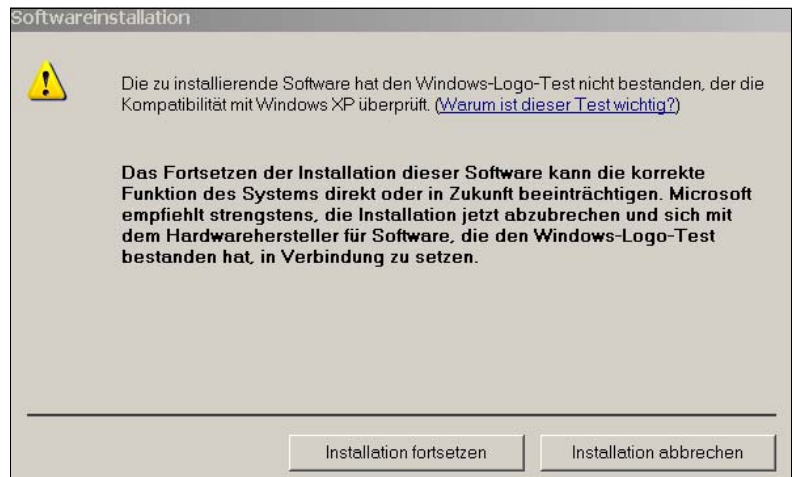 Softwareinstallation
Die zu installierende Software hat den Windows-Logo-Test nicht bestanden, der die
Kompatibilität mit Windows XP überprüft. (Warum ist dieser Test wichtig?)
Das Fortsetzen der Installation dieser Software kann die korrekte
Funktion des Systems direkt oder in Zukunft beeinträchtigen. Microsoft
empfiehlt strengstens, die Installation jetzt abzubrechen und sich mit
dem Hardwarehersteller für Software, die den Windows-Logo-Test
bestanden hat, in Verbindung zu setzen.
Installation fortsetzen
Installation abbrechen